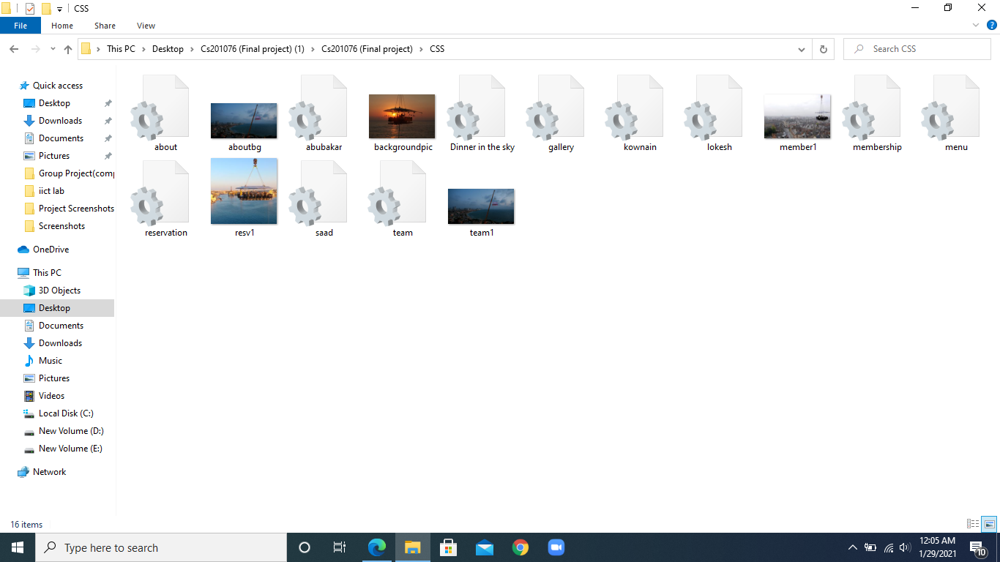 CSS
File Home Share View
This PC Desktop Cs201076 (Final project) (1) Cs201076 (Final project) CSS
Search CSS
Quick access
Desktop
Downloads
Documents
Pictures
Group Project(comp
iict lab
Project Screenshots
Screenshots
OneDrive
This PC
3D Objects
Desktop
Documents
Downloads
Music
Pictures
Videos
Local Disk (C:)
New Volume (D:)
New Volume (E:)
Network
about aboutbg abubakar backgroundpic Dinner in the sky gallery kownain lokesh member1 membership menu
reservation resv1 saad team team1
16 items
Type here to search
12:05 AM
1/29/2021
10